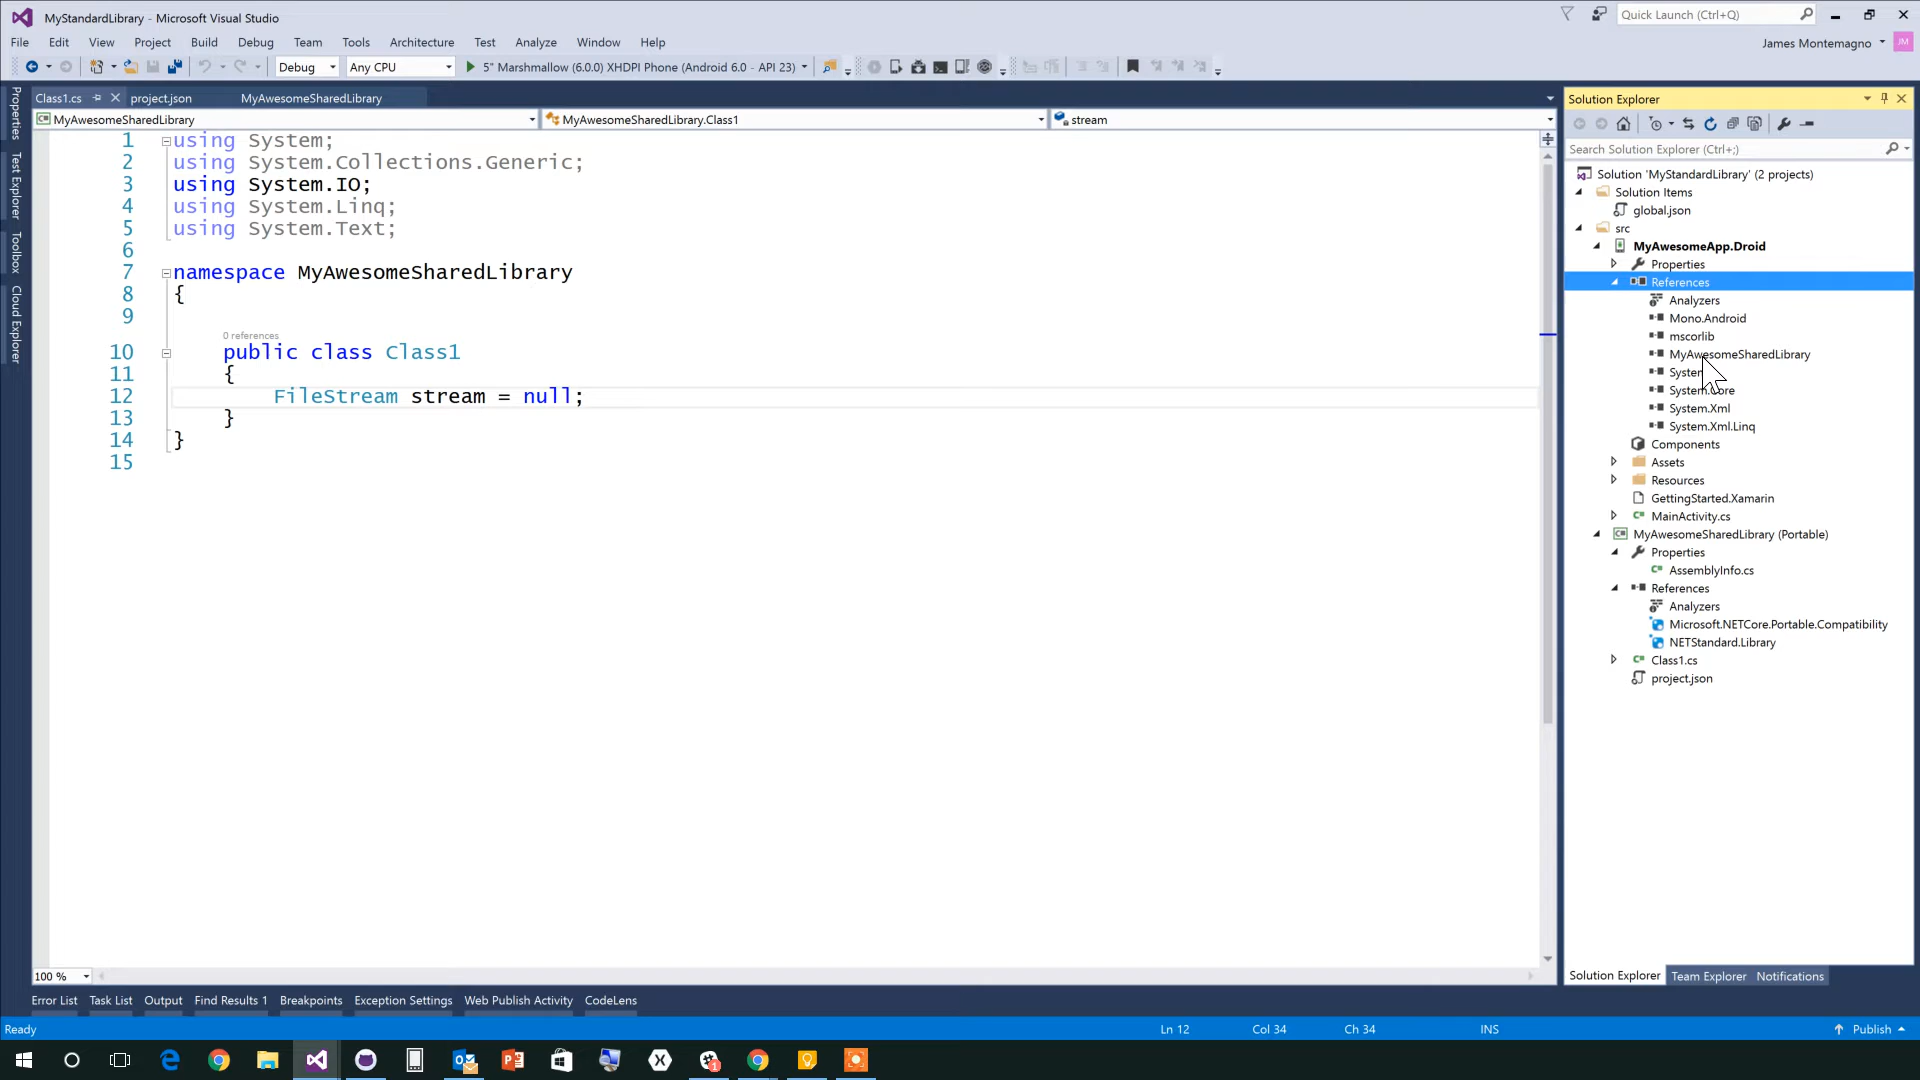 MyStandardLibrary - Microsoft Visual Studio
Quick Launch (Ctrl+Q)
File Edit View Project Build Debug Team Tools Architecture Test Analyze Window Help
James Montemagno JM
Debug Any CPU 5" Marshmallow (6.0.0) XHDPI Phone (Android 6.0 - API 23)
Class1.cs project.json MyAwesomeSharedLibrary
MyAwesomeSharedLibrary MyAwesomeSharedLibrary.Class1 stream
1 using System;
2 using System.Collections.Generic;
3 using System.IO;
4 using System.Linq;
5 using System.Text;
6
7 namespace MyAwesomeSharedLibrary
8 {
9
0 references
10 public class Class1
11 {
12 FileStream stream = null;
13 }
14 }
15
Properties
Test Explorer
Toolbox
Cloud Explorer
Solution Explorer
Search Solution Explorer (Ctrl+;)
Solution 'MyStandardLibrary' (2 projects)
Solution Items
global.json
src
MyAwesomeApp.Droid
Properties
References
Analyzers
Mono.Android
mscorlib
MyAwesomeSharedLibrary
System
System.Core
System.Xml
System.Xml.Linq
Components
Assets
Resources
GettingStarted.Xamarin
MainActivity.cs
MyAwesomeSharedLibrary (Portable)
Properties
AssemblyInfo.cs
References
Analyzers
Microsoft.NETCore.Portable.Compatibility
NETStandard.Library
Class1.cs
project.json
100 %
Solution Explorer Team Explorer Notifications
Error List Task List Output Find Results 1 Breakpoints Exception Settings Web Publish Activity CodeLens
Ready Ln 12 Col 34 Ch 34 INS Publish